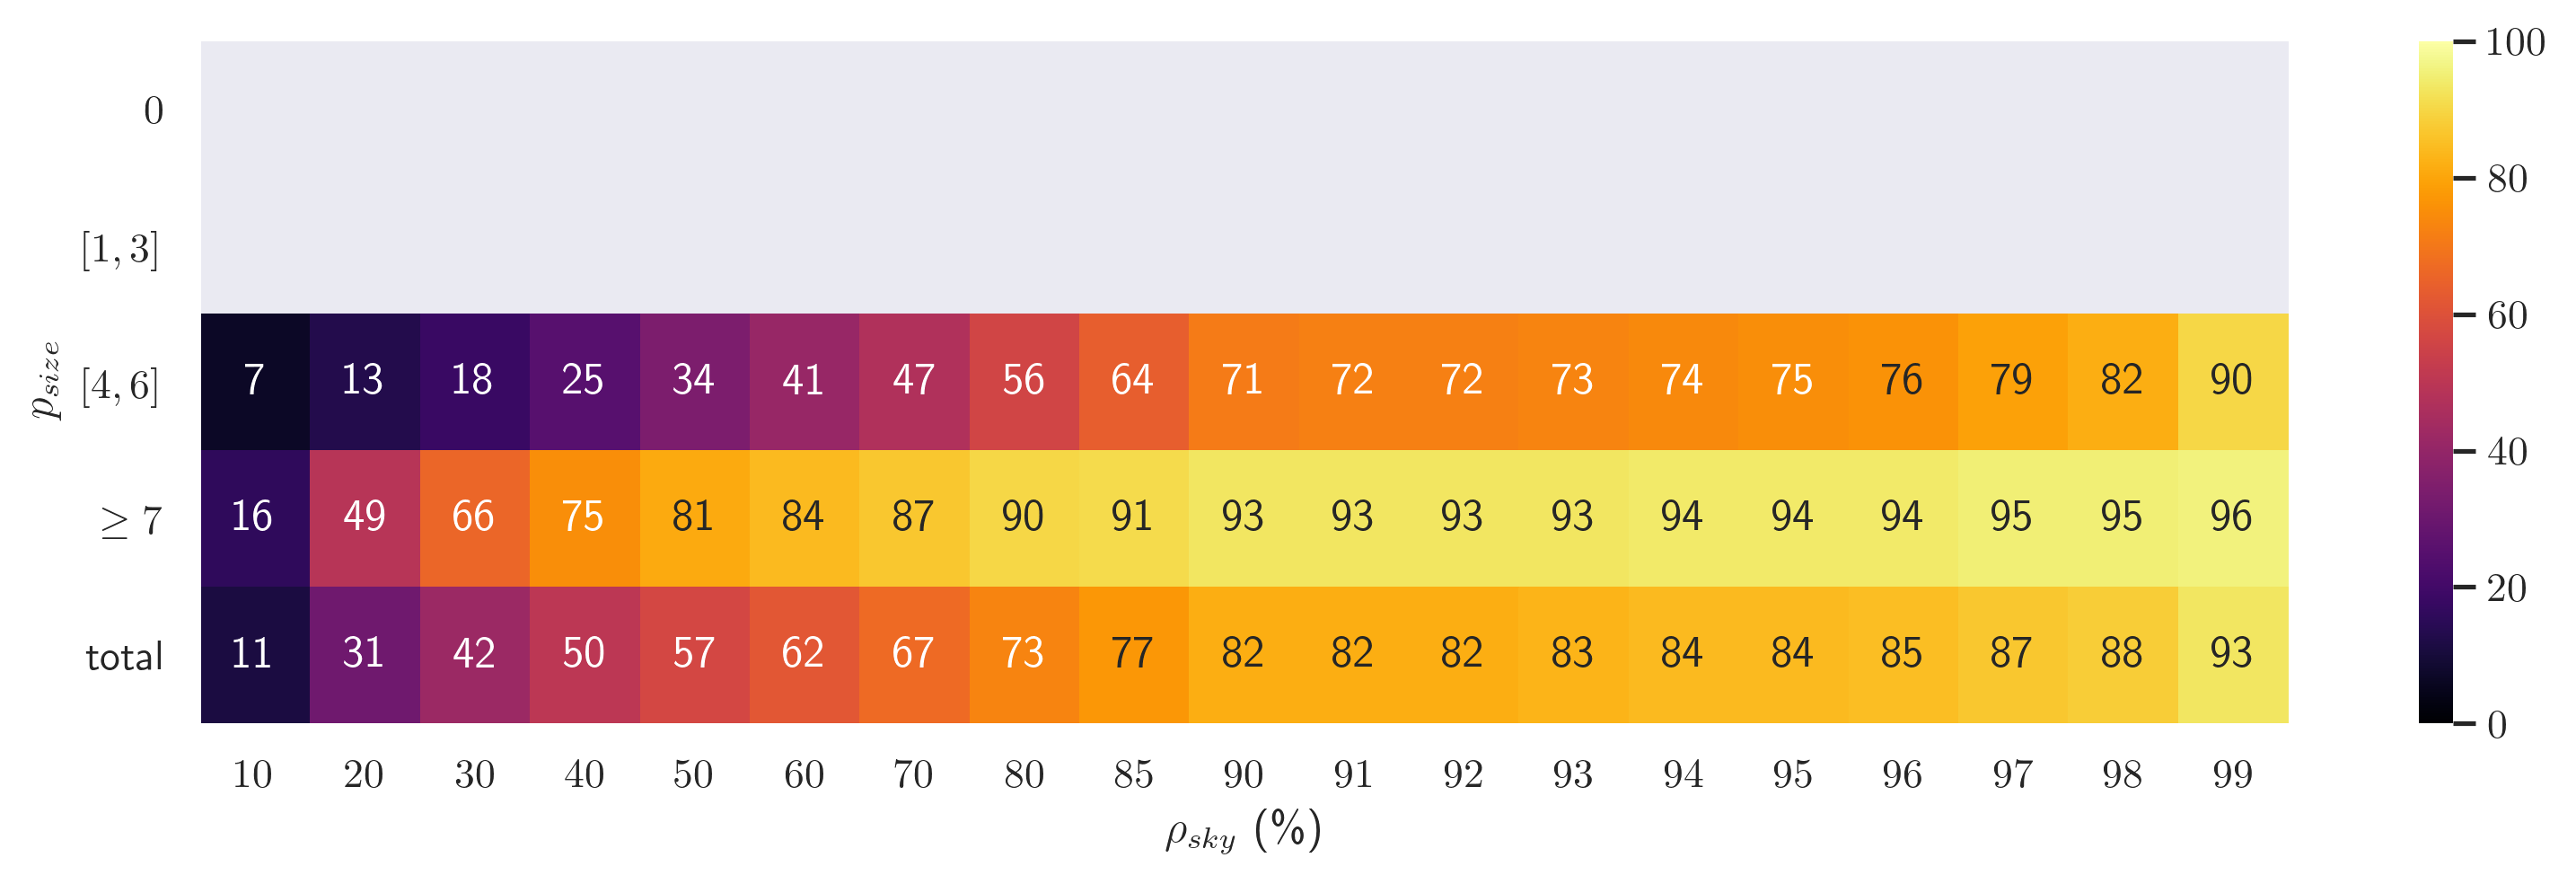 0
[1, 3]
[4, 6] 7 13 18 25 34 41 47 56 64 71 72 72 73 74 75 76 79 82 90
≥ 7 16 49 66 75 81 84 87 90 91 93 93 93 93 94 94 94 95 95 96
total 11 31 42 50 57 62 67 73 77 82 82 82 83 84 84 85 87 88 93
10 20 30 40 50 60 70 80 85 90 91 92 93 94 95 96 97 98 99
ρsky (%)
psize
100
80
60
40
20
0